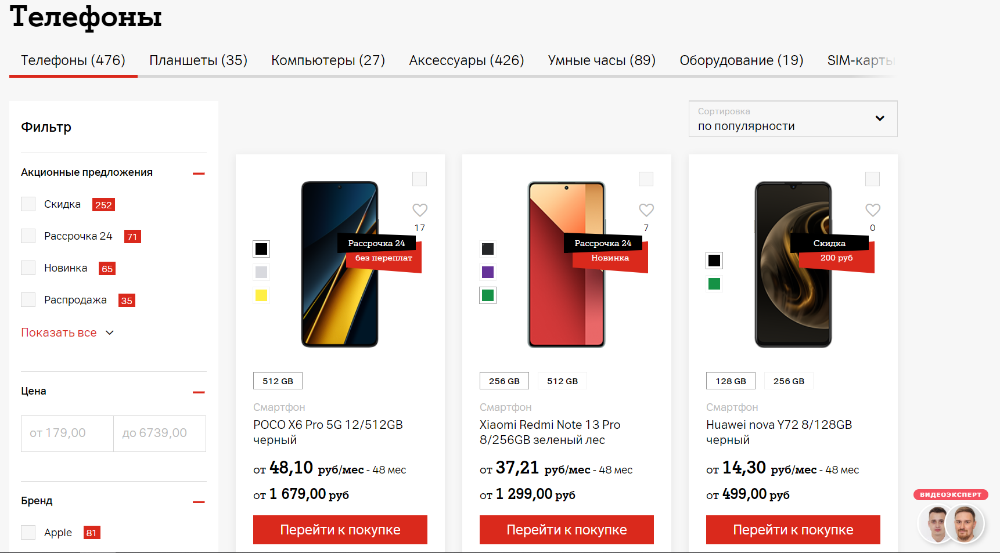 Телефоны
Телефоны (476)
Планшеты (35)
Компьютеры (27)
Аксессуары (426)
Умные часы (89)
Оборудование (19)
SIM-карты
Фильтр
Акционные предложения
Скидка 252
Рассрочка 24 71
Новинка 65
Распродажа 35
Показать все
Цена
от 179,00
до 6739,00
Бренд
Apple 81
Сортировка
по популярности
17
Рассрочка 24
без переплат
512 GB
Смартфон
POCO X6 Pro 5G 12/512GB
черный
от 48,10 руб/мес - 48 мес
от 1 679,00 руб
Перейти к покупке
7
Рассрочка 24
Новинка
256 GB
512 GB
Смартфон
Xiaomi Redmi Note 13 Pro
8/256GB зеленый лес
от 37,21 руб/мес - 48 мес
от 1 299,00 руб
Перейти к покупке
0
Скидка
200 руб
128 GB
256 GB
Смартфон
Huawei nova Y72 8/128GB
черный
от 14,30 руб/мес - 48 мес
от 499,00 руб
Перейти к покупке
ВИДЕОЭКСПЕРТ